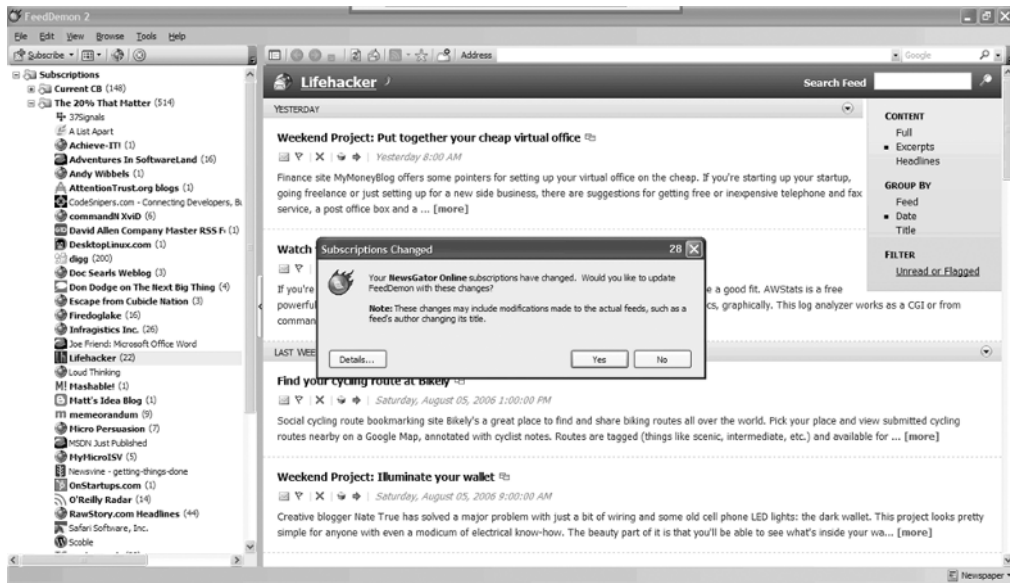 FeedDemon 2
File Edit View Browse Tools Help
Subscribe
Address
Google
Subscriptions
Current CB (148)
The 20% That Matter (514)
37Signals
A List Apart
Achieve-IT! (1)
Adventures In SoftwareLand (16)
Andy Wibbels (1)
AttentionTrust.org blogs (1)
CodeSnipers.com - Connecting Developers, Bu
commandN XviD (6)
David Allen Company Master RSS F (1)
DesktopLinux.com (1)
digg (200)
Doc Searls Weblog (3)
Don Dodge on The Next Big Thing (4)
Escape from Cubicle Nation (3)
Firedoglake (16)
Infragistics Inc. (26)
Joe Friend: Microsoft Office Word
Lifehacker (22)
Loud Thinking
M! Mashable! (1)
Matt's Idea Blog (1)
m memeorandum (9)
Micro Persuasion (7)
MSDN Just Published
MyMicroISV (5)
Newsvine - getting-things-done
OnStartups.com (1)
O'Reilly Radar (14)
RawStory.com Headlines (44)
Safari Software, Inc.
Scoble
Lifehacker
Search Feed
YESTERDAY
Weekend Project: Put together your cheap virtual office
Yesterday 8:00 AM
Finance site MyMoneyBlog offers some pointers for setting up your virtual office on the cheap. If you're starting up your startup,
going freelance or just setting up for a new side business, there are suggestions for getting free or inexpensive telephone and fax
service, a post office box and a ... [more]
CONTENT
Full
Excerpts
Headlines
GROUP BY
Feed
Date
Title
FILTER
Unread or Flagged
Watch
If you're
e a good fit. AWStats is a free
powerful
cs, graphically. This log analyzer works as a CGI or from
comman
Subscriptions Changed 28
Your NewsGator Online subscriptions have changed. Would you like to update
FeedDemon with these changes?
Note: These changes may include modifications made to the actual feeds, such as a
feed's author changing its title.
Details... Yes No
LAST WEE
Find your cycling route at Bikely
Saturday, August 05, 2006 1:00:00 PM
Social cycling route bookmarking site Bikely's a great place to find and share biking routes all over the world. Pick your place and view submitted cycling
routes nearby on a Google Map, annotated with cyclist notes. Routes are tagged (things like scenic, intermediate, etc.) and available for ... [more]
Weekend Project: Illuminate your wallet
Saturday, August 05, 2006 9:00:00 AM
Creative blogger Nate True has solved a major problem with just a bit of wiring and some old cell phone LED lights: the dark wallet. This project looks pretty
simple for anyone with even a modicum of electrical know-how. The beauty part of it is that you'll be able to see what's inside your wa... [more]
Newspaper